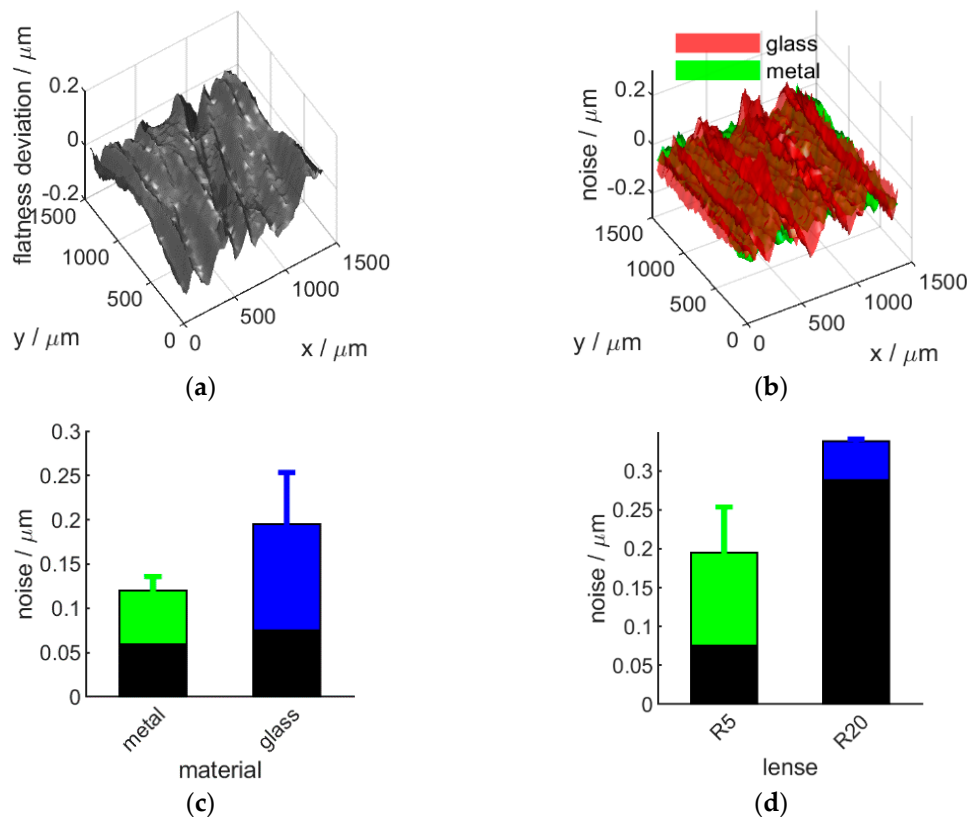 flatness deviation / μm
0.2
0
-0.2
1500
1000
500
0
y / μm
0
500
1000
1500
x / μm
(a)
glass
metal
noise / μm
0.2
0
-0.2
1500
1000
500
0
y / μm
0
500
1000
1500
x / μm
(b)
noise / μm
0.3
0.25
0.2
0.15
0.1
0.05
0
metal
glass
material
(c)
noise / μm
0.3
0.25
0.2
0.15
0.1
0.05
0
R5
R20
lense
(d)